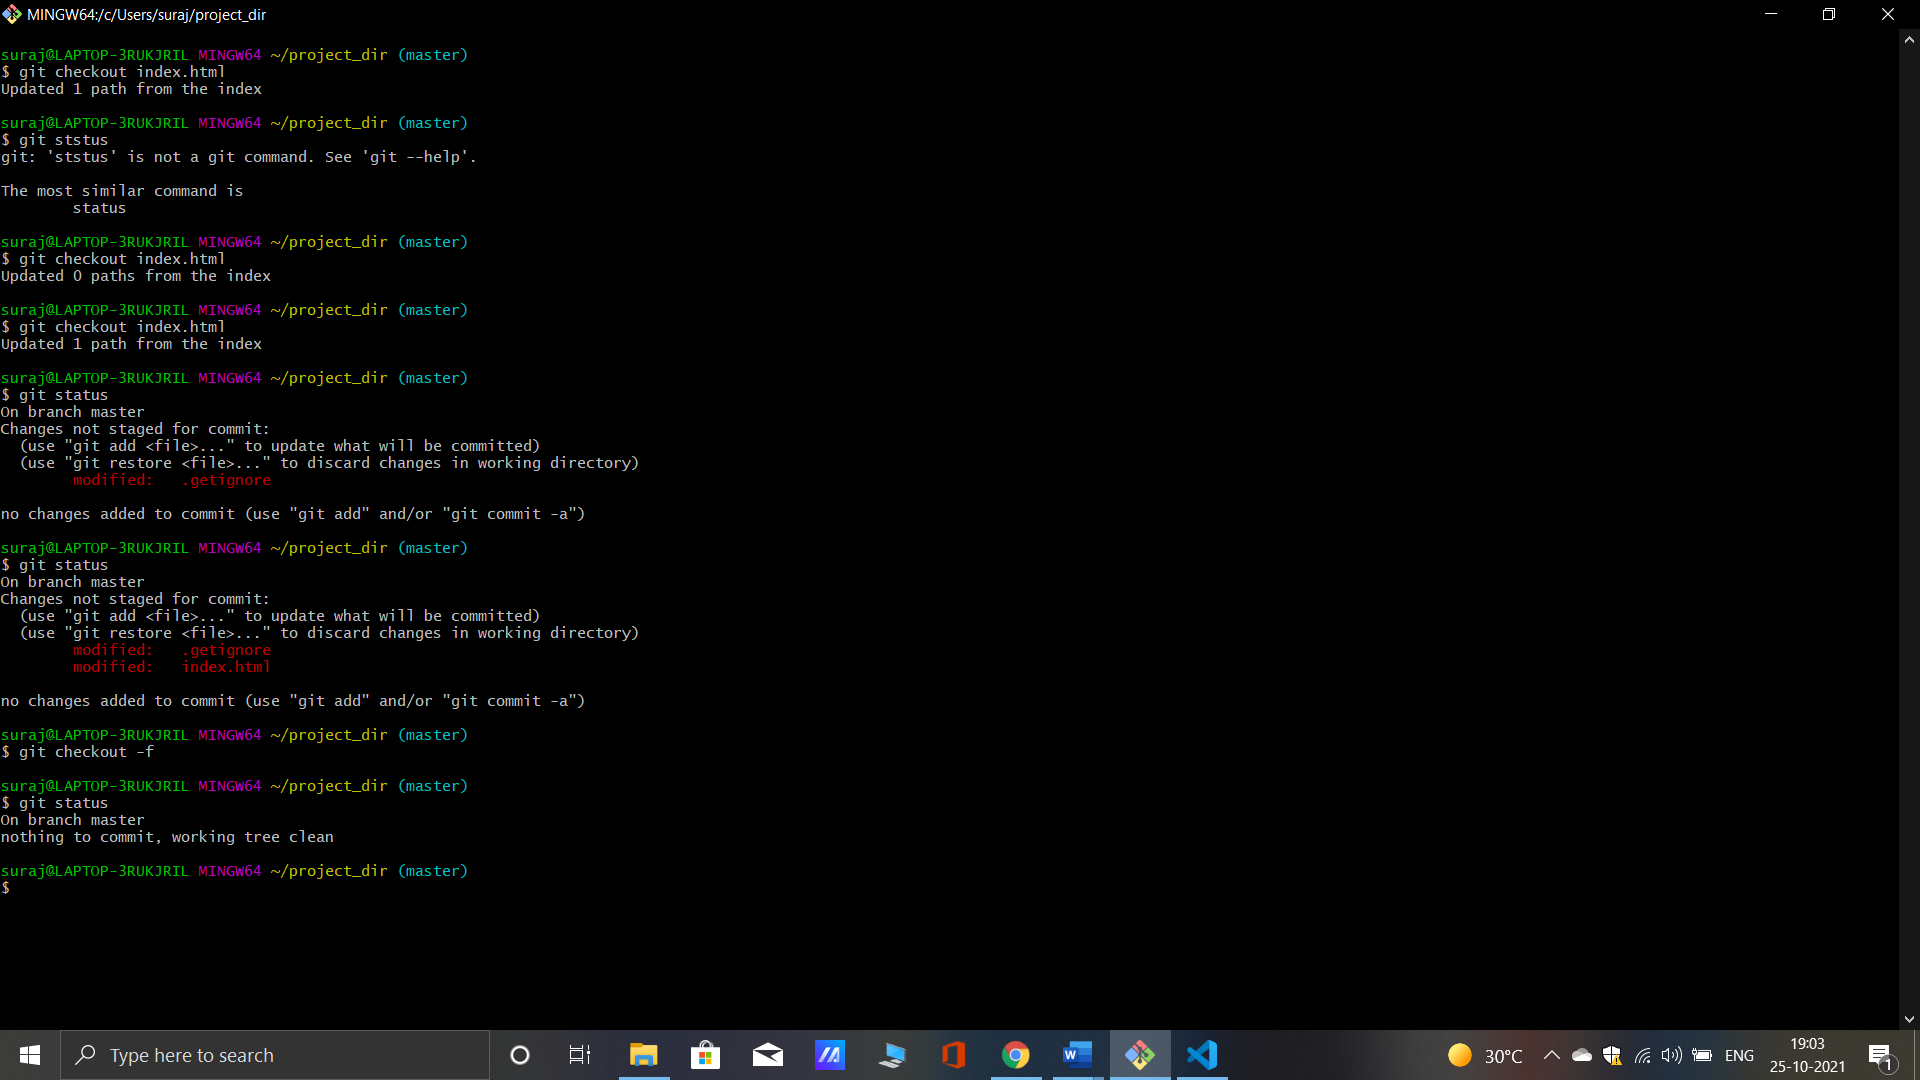 MINGW64:/c/Users/suraj/project_dir
suraj@LAPTOP-3RUKJRIL MINGW64 ~/project_dir (master)
$ git checkout index.html
Updated 1 path from the index
suraj@LAPTOP-3RUKJRIL MINGW64 ~/project_dir (master)
$ git ststus
git: 'ststus' is not a git command. See 'git --help'.
The most similar command is
status
suraj@LAPTOP-3RUKJRIL MINGW64 ~/project_dir (master)
$ git checkout index.html
Updated 0 paths from the index
suraj@LAPTOP-3RUKJRIL MINGW64 ~/project_dir (master)
$ git checkout index.html
Updated 1 path from the index
suraj@LAPTOP-3RUKJRIL MINGW64 ~/project_dir (master)
$ git status
On branch master
Changes not staged for commit:
(use "git add <file>..." to update what will be committed)
(use "git restore <file>..." to discard changes in working directory)
modified: .getignore
no changes added to commit (use "git add" and/or "git commit -a")
suraj@LAPTOP-3RUKJRIL MINGW64 ~/project_dir (master)
$ git status
On branch master
Changes not staged for commit:
(use "git add <file>..." to update what will be committed)
(use "git restore <file>..." to discard changes in working directory)
modified: .getignore
modified: index.html
no changes added to commit (use "git add" and/or "git commit -a")
suraj@LAPTOP-3RUKJRIL MINGW64 ~/project_dir (master)
$ git checkout -f
suraj@LAPTOP-3RUKJRIL MINGW64 ~/project_dir (master)
$ git status
On branch master
nothing to commit, working tree clean
suraj@LAPTOP-3RUKJRIL MINGW64 ~/project_dir (master)
$
Type here to search
30°C
ENG
19:03
25-10-2021
1